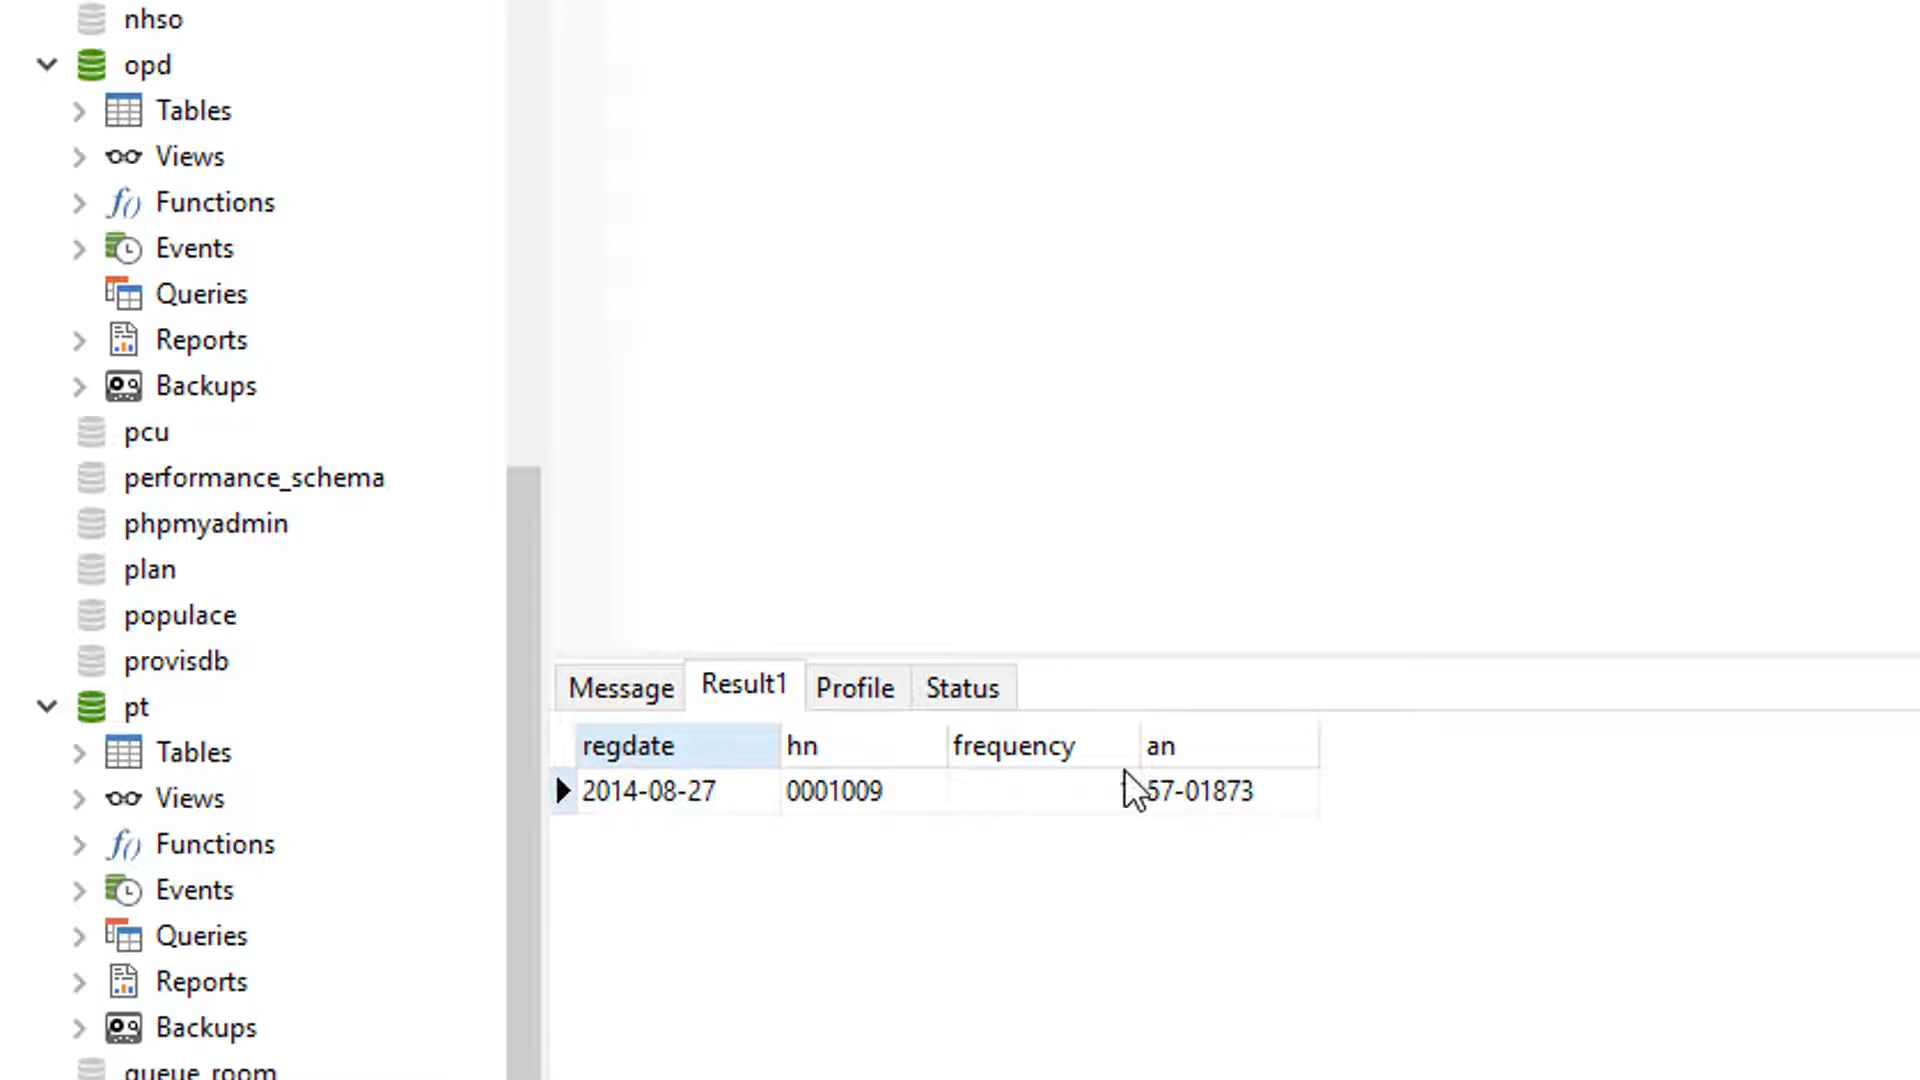 nhso
opd
Tables
Views
Functions
Events
Queries
Reports
Backups
pcu
performance_schema
phpmyadmin
plan
populace
provisdb
pt
Tables
Views
Functions
Events
Queries
Reports
Backups
queue_room
Message Result1 Profile Status
regdate hn frequency an
2014-08-27 0001009 57-01873